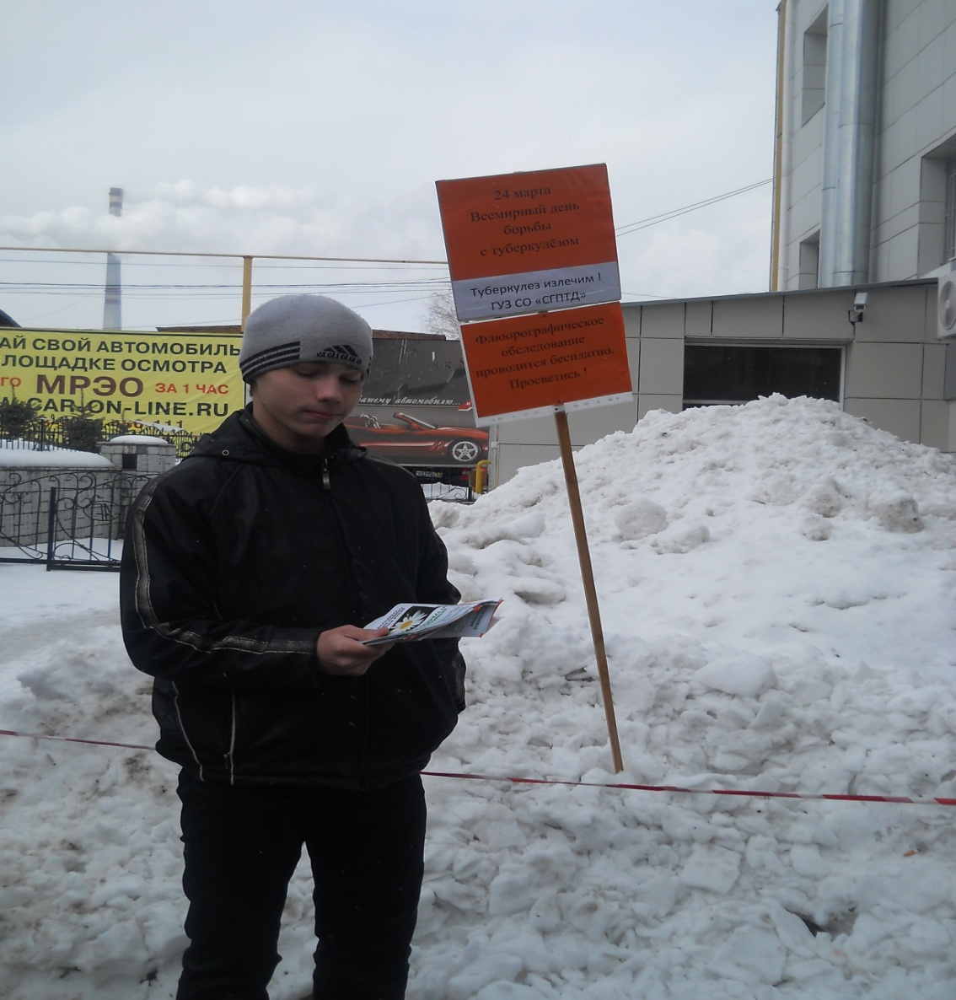 24 марта
Всемирный день
борьбы
с туберкулёзом
Туберкулез излечим !
ГУЗ СО «СГПТД»
Флюорографическое
обследование
проводится бесплатно.
Просветись !
АЙ СВОЙ АВТОМОБИЛЬ
ЛОЩАДКЕ ОСМОТРА
ГО МРЭО ЗА 1 ЧАС
CAR-ON-LINE.RU
111
ашему автомобилю...
adidas